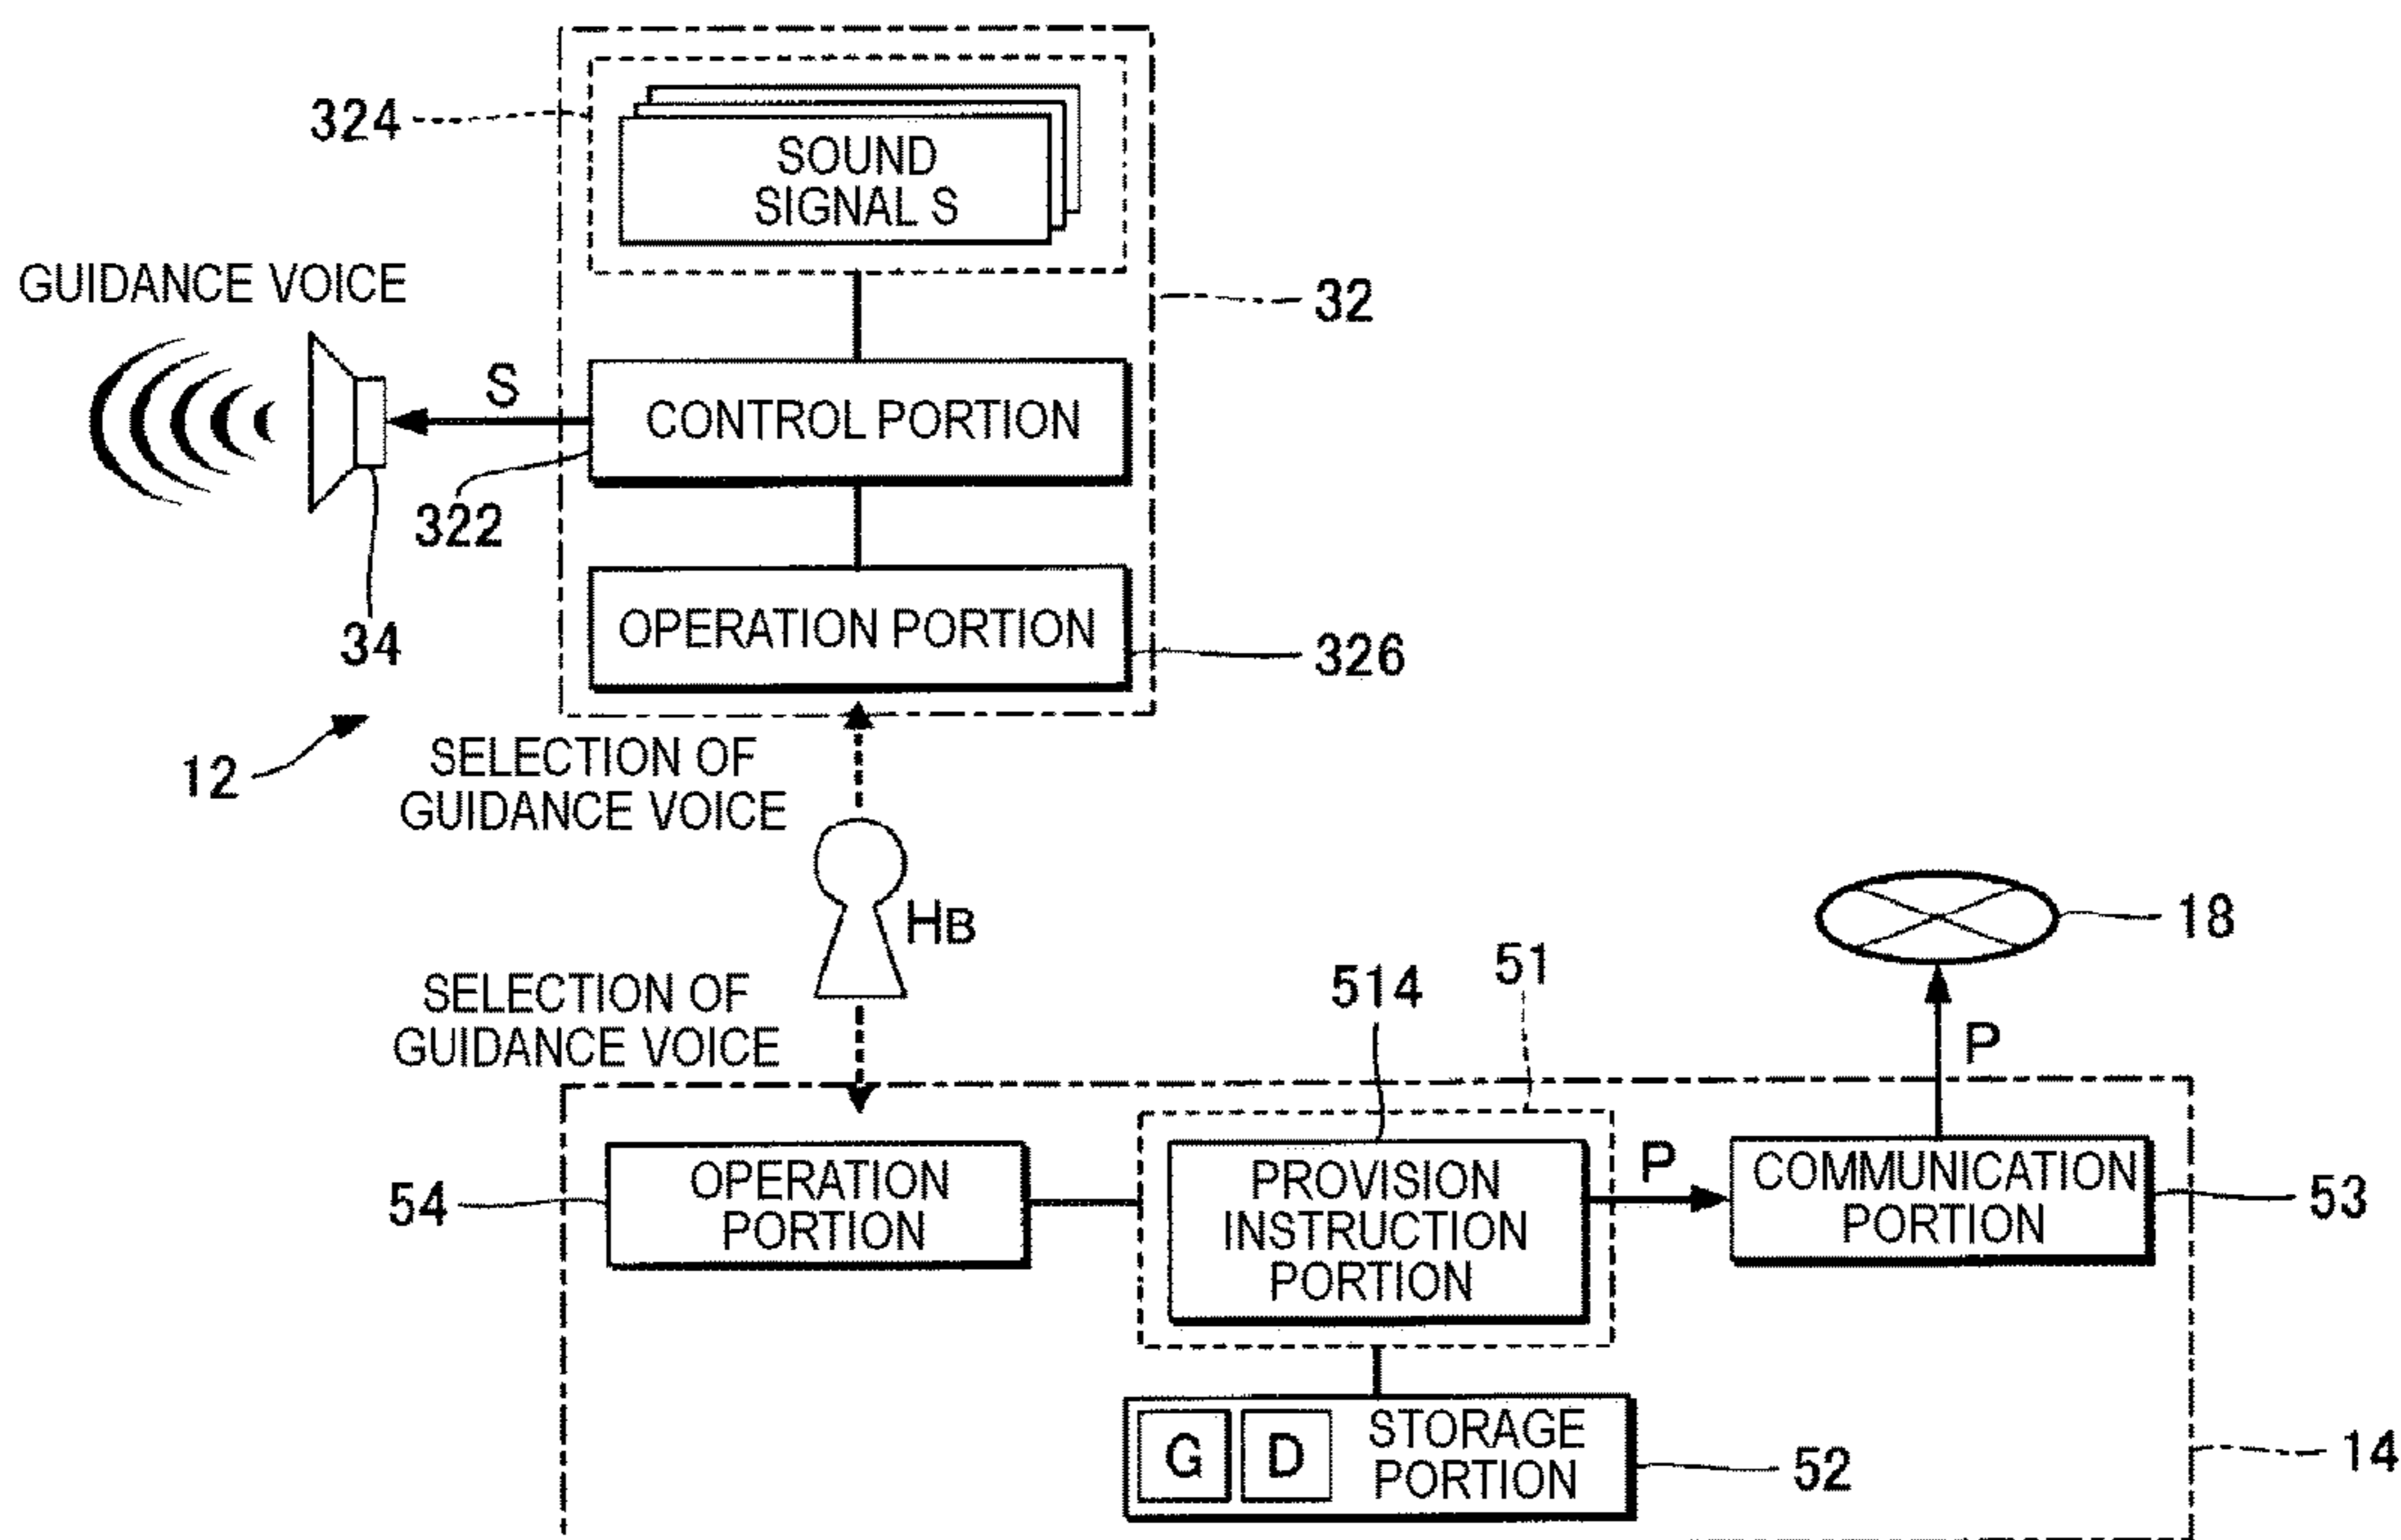 324
SOUND
SIGNAL S
GUIDANCE VOICE
32
S
CONTROL PORTION
322
OPERATION PORTION
34
326
12
SELECTION OF
GUIDANCE VOICE
HB
18
SELECTION OF
GUIDANCE VOICE
514
51
P
54
OPERATION
PORTION
PROVISION
INSTRUCTION
PORTION
P
COMMUNICATION
PORTION
53
G
D
STORAGE
PORTION
52
14